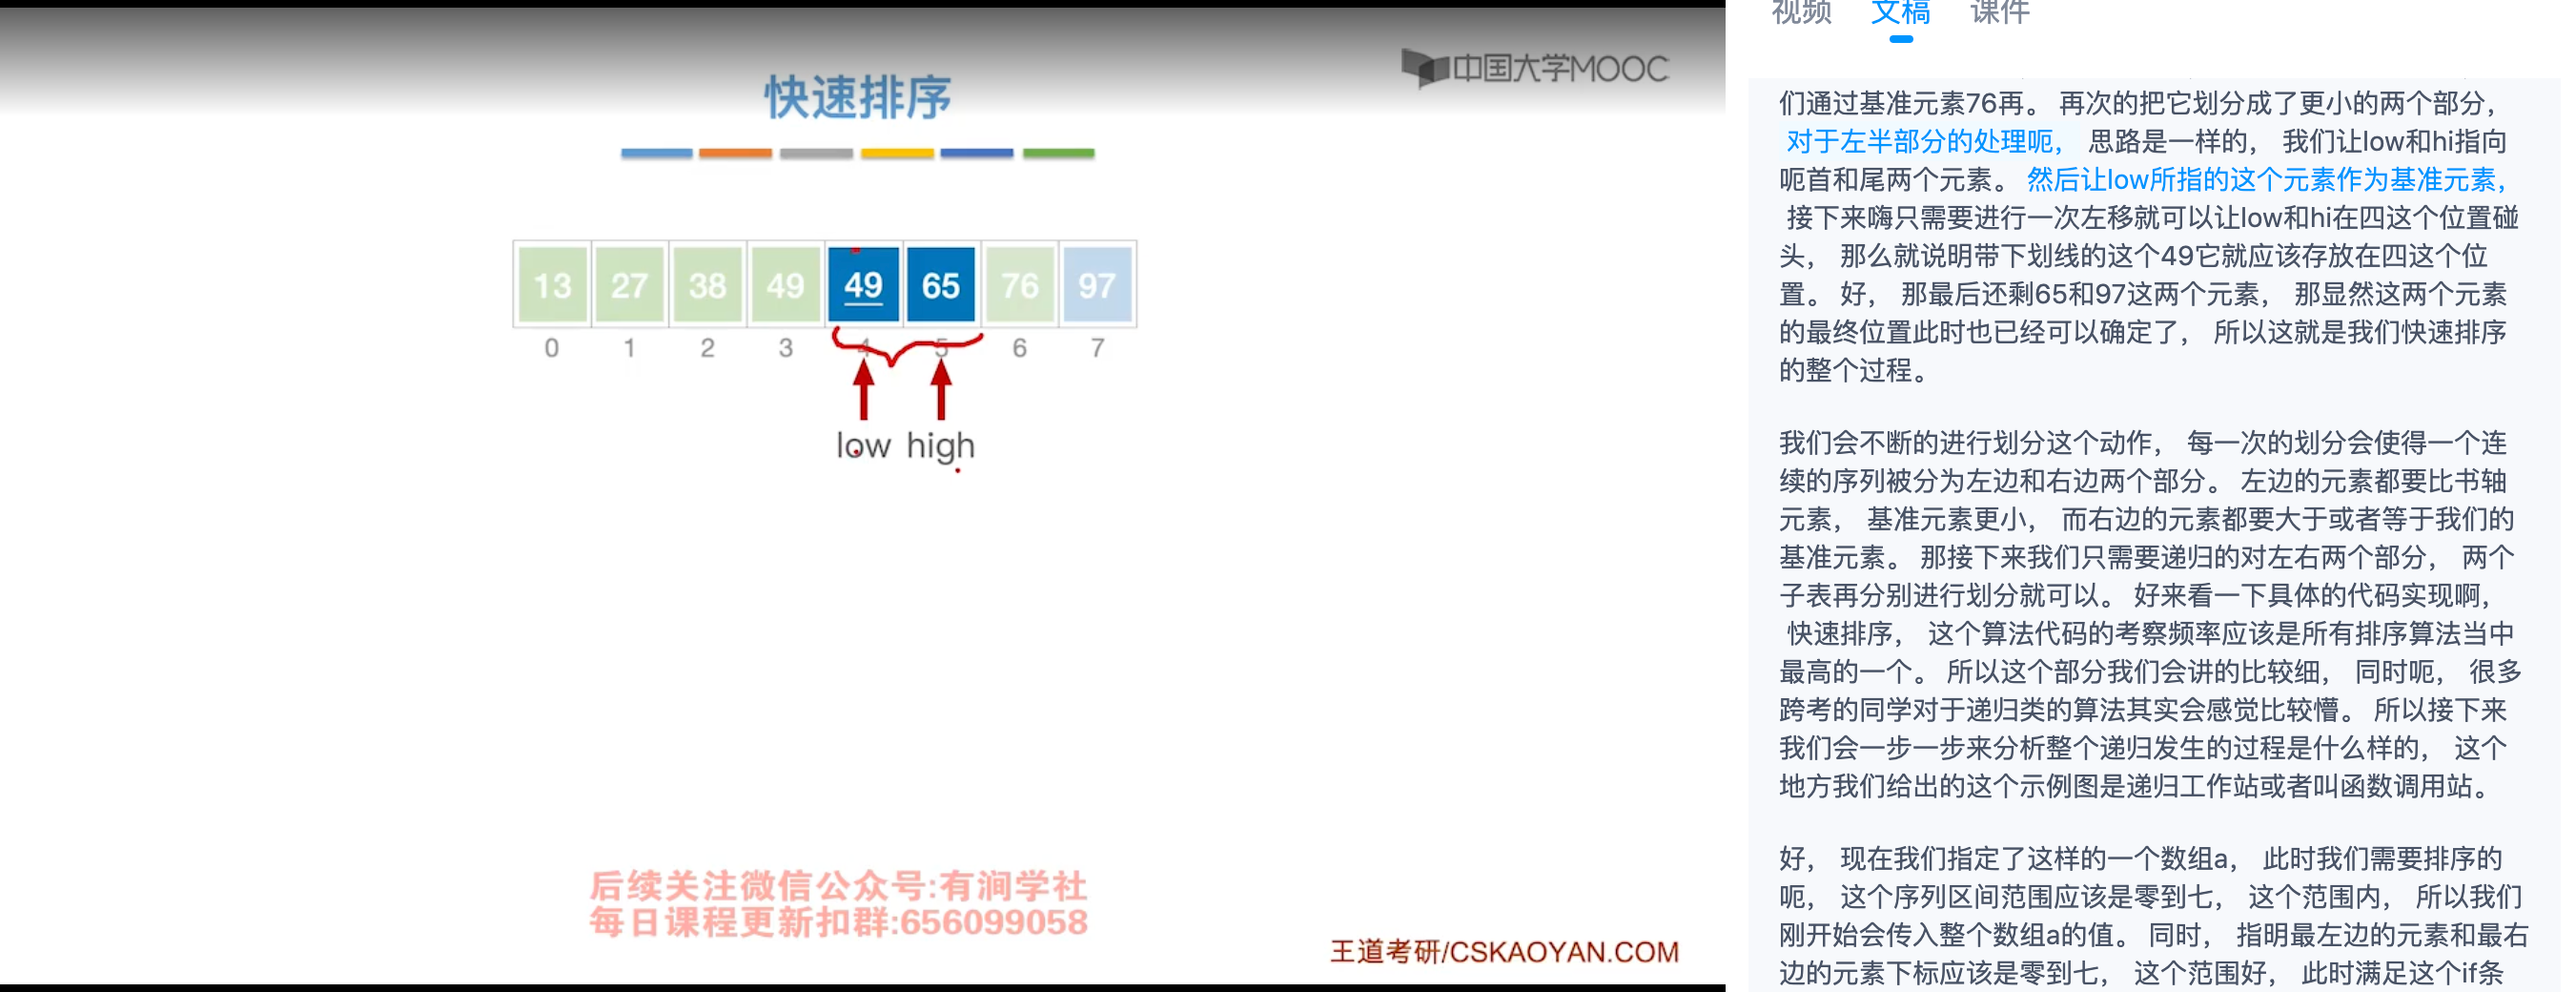 中国大学MOOC
快速排序
13 27 38 49 49 65 76 97
0 1 2 3 4 5 6 7
low high
后续关注微信公众号:有涧学社
每日课程更新扣群:656099058
王道考研/CSKAOYAN.COM
视频 文稿 课件
们通过基准元素76再。 再次的把它划分成了更小的两个部分，
对于左半部分的处理呃， 思路是一样的， 我们让low和hi指向
呃首和尾两个元素。 然后让low所指的这个元素作为基准元素，
接下来嗨只需要进行一次左移就可以让low和hi在四这个位置碰
头， 那么就说明带下划线的这个49它就应该存放在四这个位
置。 好， 那最后还剩65和97这两个元素， 那显然这两个元素
的最终位置此时也已经可以确定了， 所以这就是我们快速排序
的整个过程。
我们会不断的进行划分这个动作， 每一次的划分会使得一个连
续的序列被分为左边和右边两个部分。 左边的元素都要比书轴
元素， 基准元素更小， 而右边的元素都要大于或者等于我们的
基准元素。 那接下来我们只需要递归的对左右两个部分， 两个
子表再分别进行划分就可以。 好来看一下具体的代码实现啊，
快速排序， 这个算法代码的考察频率应该是所有排序算法当中
最高的一个。 所以这个部分我们会讲的比较细， 同时呃， 很多
跨考的同学对于递归类的算法其实会感觉比较懵。 所以接下来
我们会一步一步来分析整个递归发生的过程是什么样的， 这个
地方我们给出的这个示例图是递归工作站或者叫函数调用站。
好， 现在我们指定了这样的一个数组a， 此时我们需要排序的
呃， 这个序列区间范围应该是零到七， 这个范围内， 所以我们
刚开始会传入整个数组a的值。 同时， 指明最左边的元素和最右
边的元素下标应该是零到七， 这个范围好， 此时满足这个if条